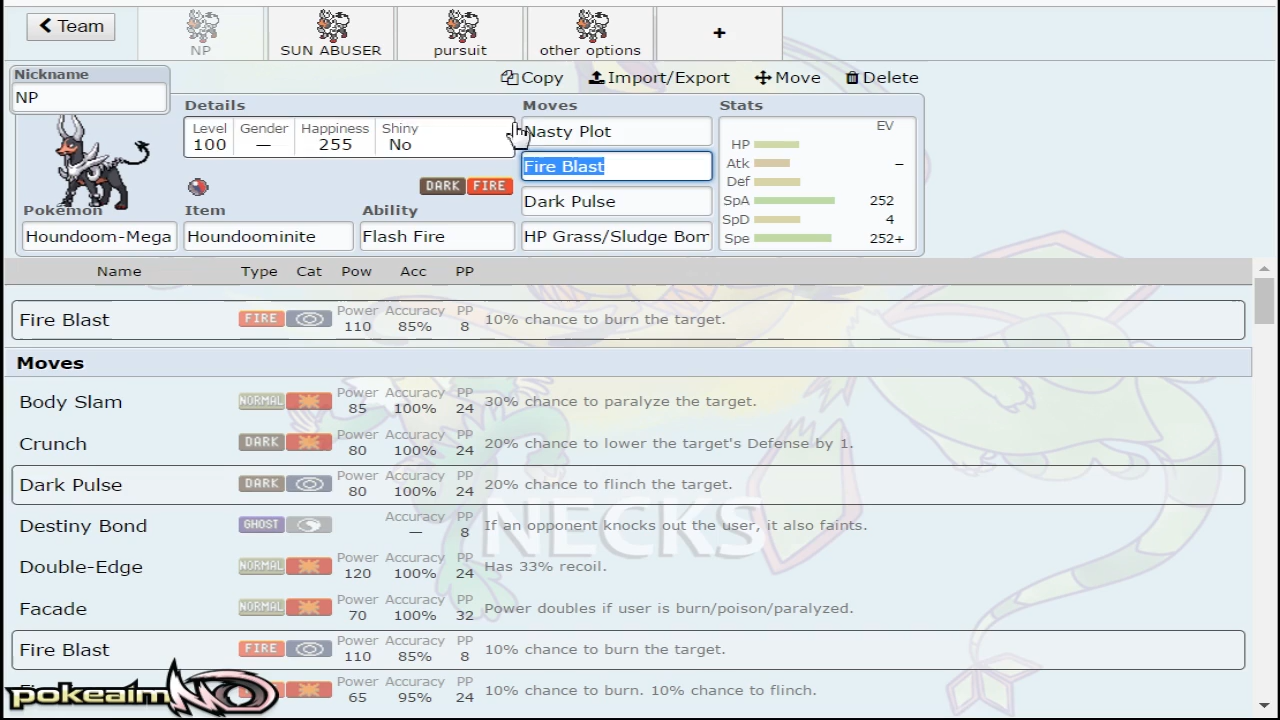 Team
NP
SUN ABUSER
pursuit
other options
+
Nickname
NP
Copy
Import/Export
Move
Delete
Details
Level
100
Gender
—
Happiness
255
Shiny
No
DARK FIRE
Pokémon
Houndoom-Mega
Item
Houndoominite
Ability
Flash Fire
Moves
Nasty Plot
Fire Blast
Dark Pulse
HP Grass/Sludge Bom
Stats
EV
HP
Atk –
Def
SpA 252
SpD 4
Spe 252+
Name Type Cat Pow Acc PP
Fire Blast FIRE Power 110 Accuracy 85% PP 8 10% chance to burn the target.
Moves
Body Slam NORMAL Power 85 Accuracy 100% PP 24 30% chance to paralyze the target.
Crunch DARK Power 80 Accuracy 100% PP 24 20% chance to lower the target's Defense by 1.
Dark Pulse DARK Power 80 Accuracy 100% PP 24 20% chance to flinch the target.
Destiny Bond GHOST Accuracy — PP 8 If an opponent knocks out the user, it also faints.
NECKS
Double-Edge NORMAL Power 120 Accuracy 100% PP 24 Has 33% recoil.
Facade NORMAL Power 70 Accuracy 100% PP 32 Power doubles if user is burn/poison/paralyzed.
Fire Blast FIRE Power 110 Accuracy 85% PP 8 10% chance to burn the target.
Power 65 Accuracy 95% PP 24 10% chance to burn. 10% chance to flinch.
pokeaimMD